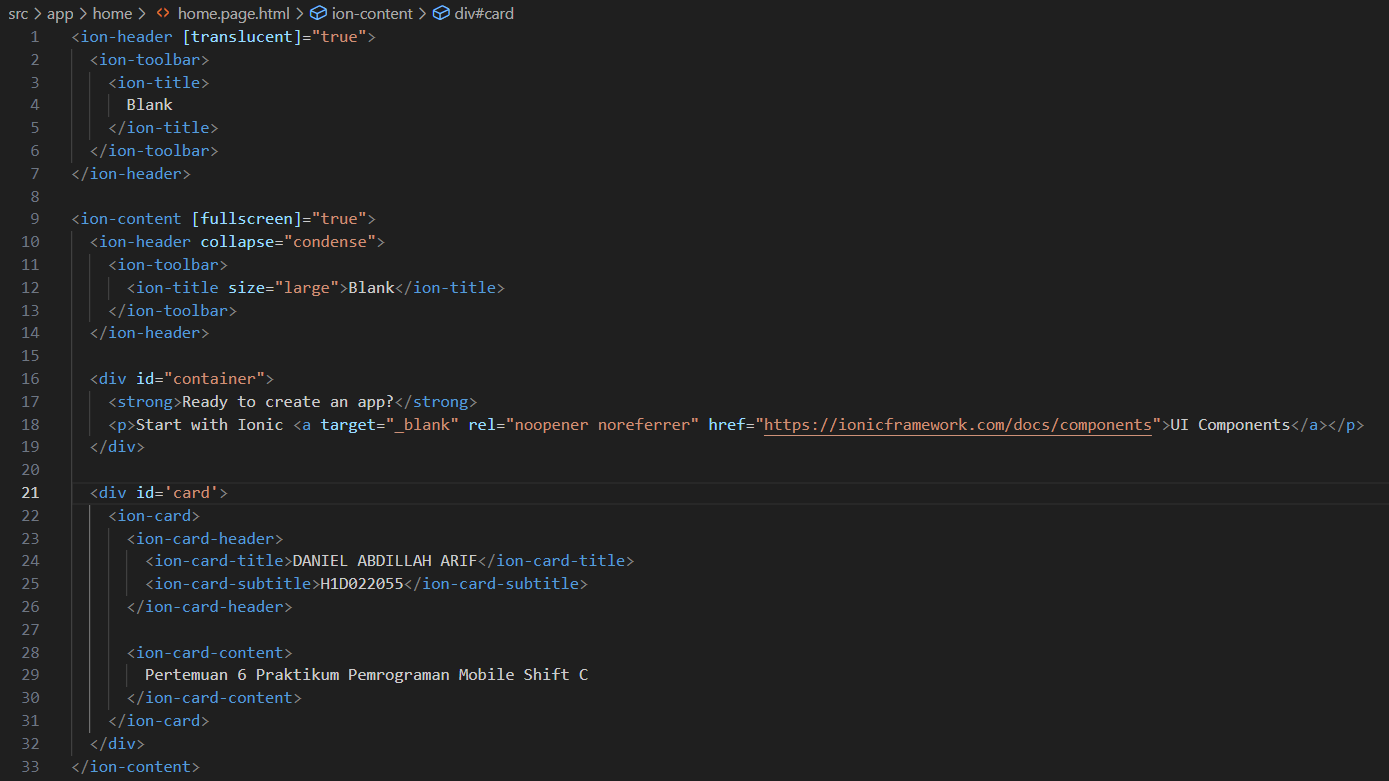 src > app > home > <> home.page.html > ion-content > div#card
1 <ion-header [translucent]="true">
2 <ion-toolbar>
3 <ion-title>
4 Blank
5 </ion-title>
6 </ion-toolbar>
7 </ion-header>
8
9 <ion-content [fullscreen]="true">
10 <ion-header collapse="condense">
11 <ion-toolbar>
12 <ion-title size="large">Blank</ion-title>
13 </ion-toolbar>
14 </ion-header>
15
16 <div id="container">
17 <strong>Ready to create an app?</strong>
18 <p>Start with Ionic <a target="_blank" rel="noopener noreferrer" href="https://ionicframework.com/docs/components">UI Components</a></p>
19 </div>
20
21 <div id='card'>
22 <ion-card>
23 <ion-card-header>
24 <ion-card-title>DANIEL ABDILLAH ARIF</ion-card-title>
25 <ion-card-subtitle>H1D022055</ion-card-subtitle>
26 </ion-card-header>
27
28 <ion-card-content>
29 Pertemuan 6 Praktikum Pemrograman Mobile Shift C
30 </ion-card-content>
31 </ion-card>
32 </div>
33 </ion-content>